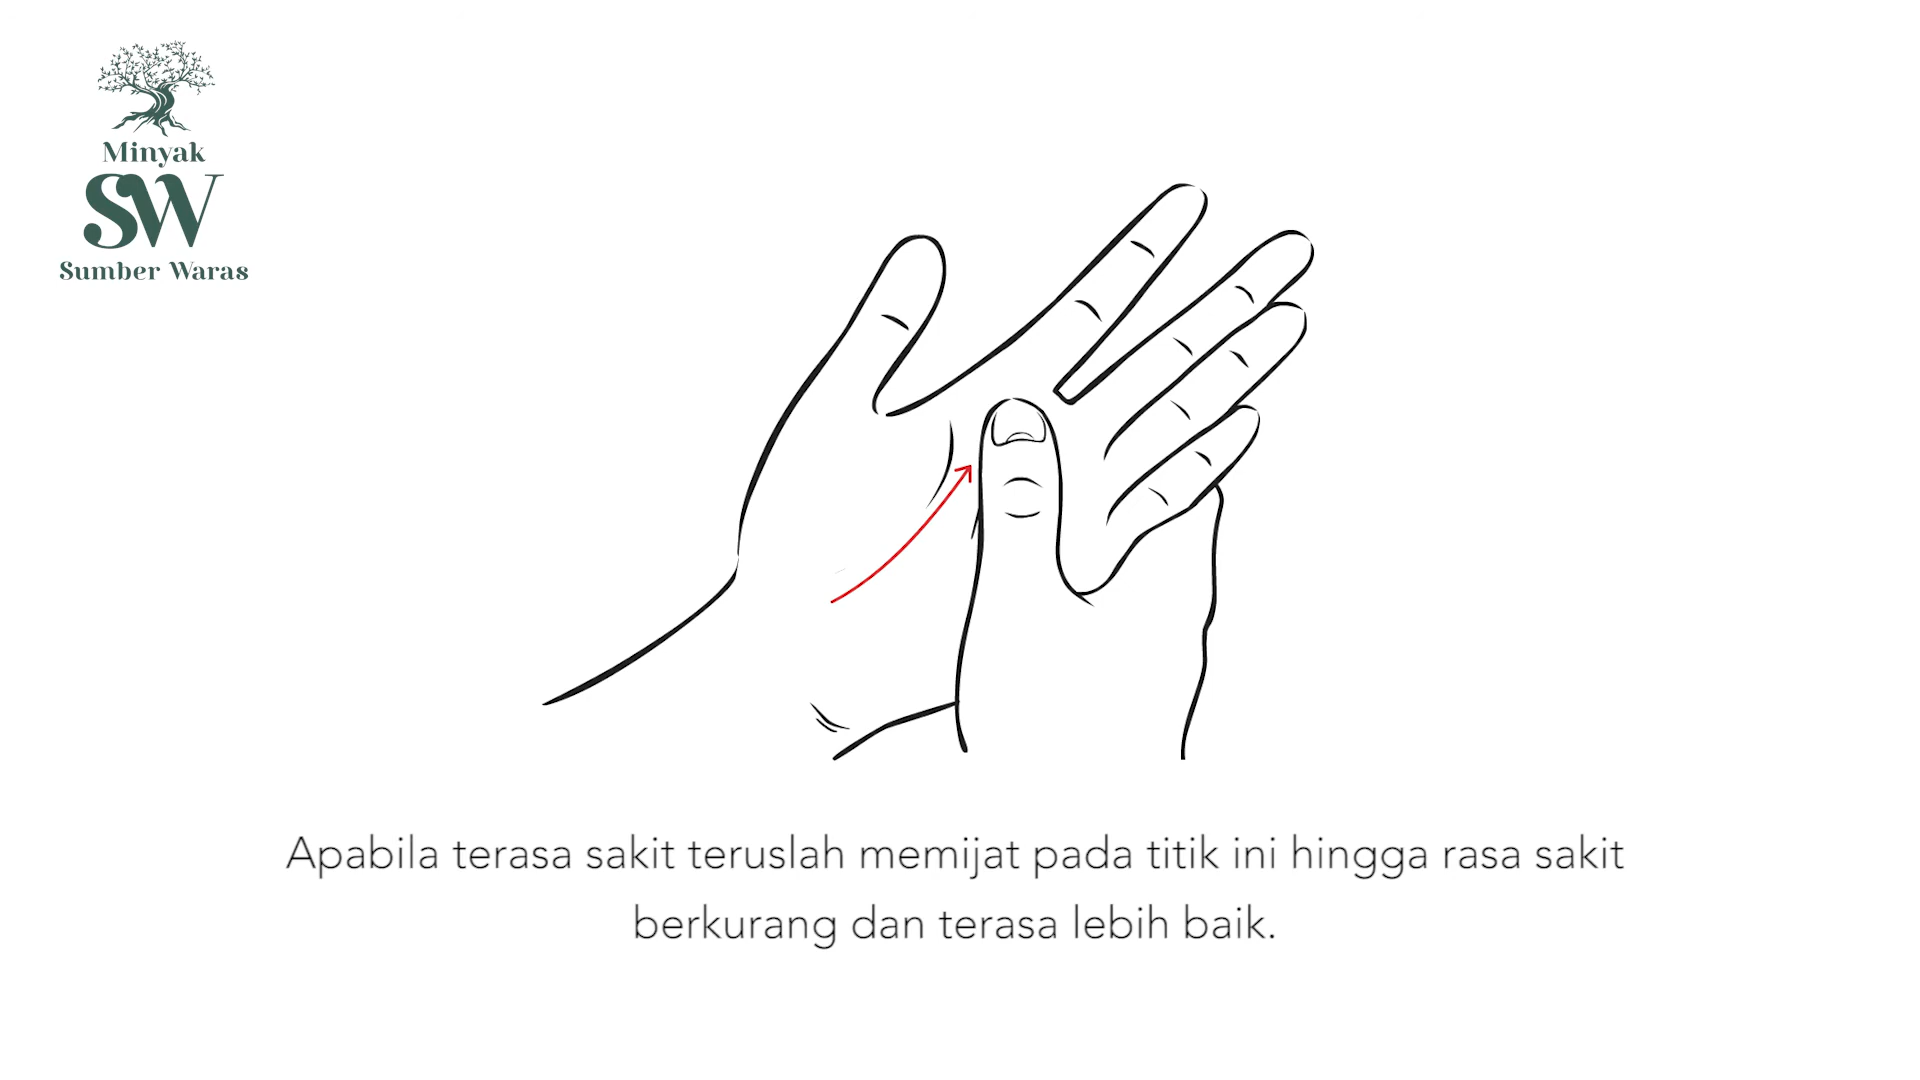 Minyak
SW
Sumber Waras
Apabila terasa sakit teruslah memijat pada titik ini hingga rasa sakit
berkurang dan terasa lebih baik.